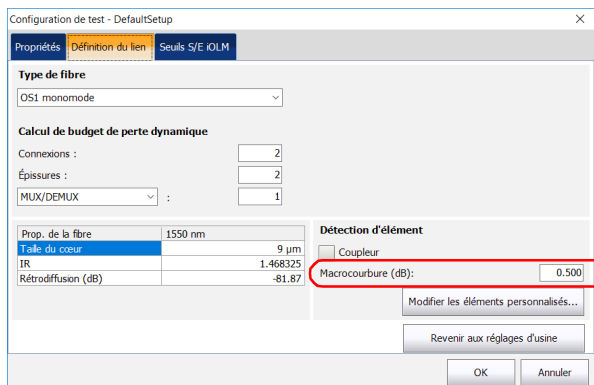 Configuration de test - DefaultSetup
Propriétés Définition du lien Seuils S/E iOLM
Type de fibre
OS1 monomode
Calcul de budget de perte dynamique
Connexions : 2
Épissures : 2
MUX/DEMUX : 1
Prop. de la fibre 1550 nm
Taille du cœur 9 µm
IR 1.468325
Rétrodiffusion (dB) -81.87
Détection d'élément
Coupleur
Macrocourbure (dB): 0.500
Modifier les éléments personnalisés...
Revenir aux réglages d'usine
OK Annuler